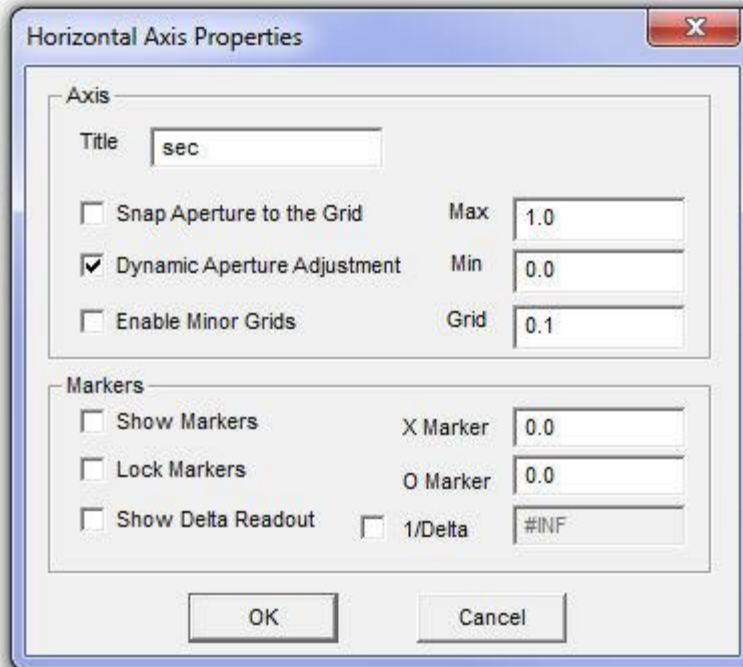 Horizontal Axis Properties
X
Axis
Title sec
Snap Aperture to the Grid Max 1.0
Dynamic Aperture Adjustment Min 0.0
Enable Minor Grids Grid 0.1
Markers
Show Markers X Marker 0.0
Lock Markers O Marker 0.0
Show Delta Readout 1/Delta #INF
OK Cancel